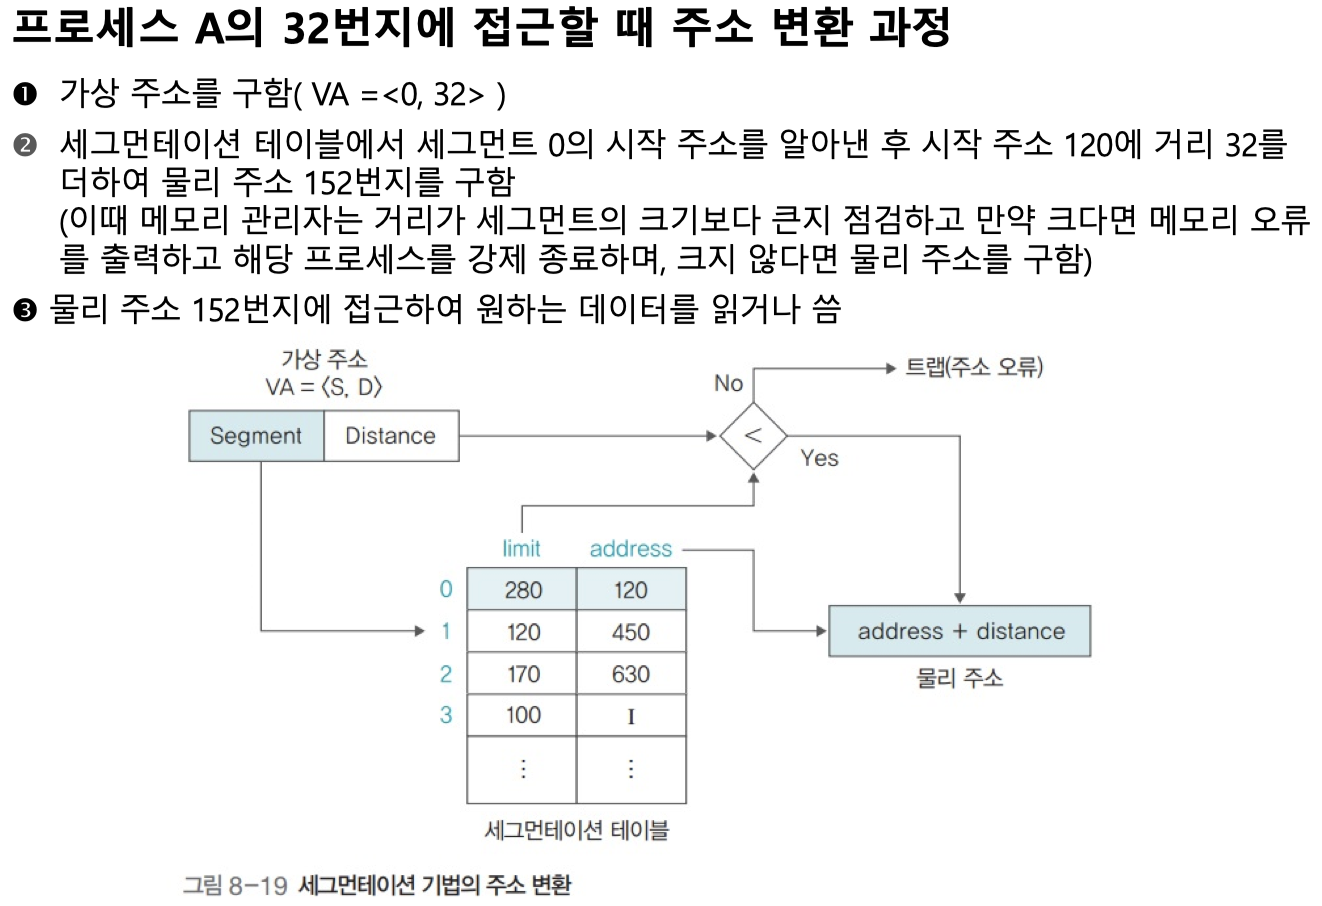 프로세스 A의 32번지에 접근할 때 주소 변환 과정
❶ 가상 주소를 구함( VA =<0, 32> )
❷ 세그먼테이션 테이블에서 세그먼트 0의 시작 주소를 알아낸 후 시작 주소 120에 거리 32를
더하여 물리 주소 152번지를 구함
(이때 메모리 관리자는 거리가 세그먼트의 크기보다 큰지 점검하고 만약 크다면 메모리 오류
를 출력하고 해당 프로세스를 강제 종료하며, 크지 않다면 물리 주소를 구함)
❸ 물리 주소 152번지에 접근하여 원하는 데이터를 읽거나 씀
가상 주소
VA = ⟨S, D⟩
Segment Distance
No
트랩(주소 오류)
<
Yes
limit address
0 280 120
1 120 450
2 170 630
3 100 I
⋮ ⋮
세그먼테이션 테이블
address + distance
물리 주소
그림 8-19 세그먼테이션 기법의 주소 변환